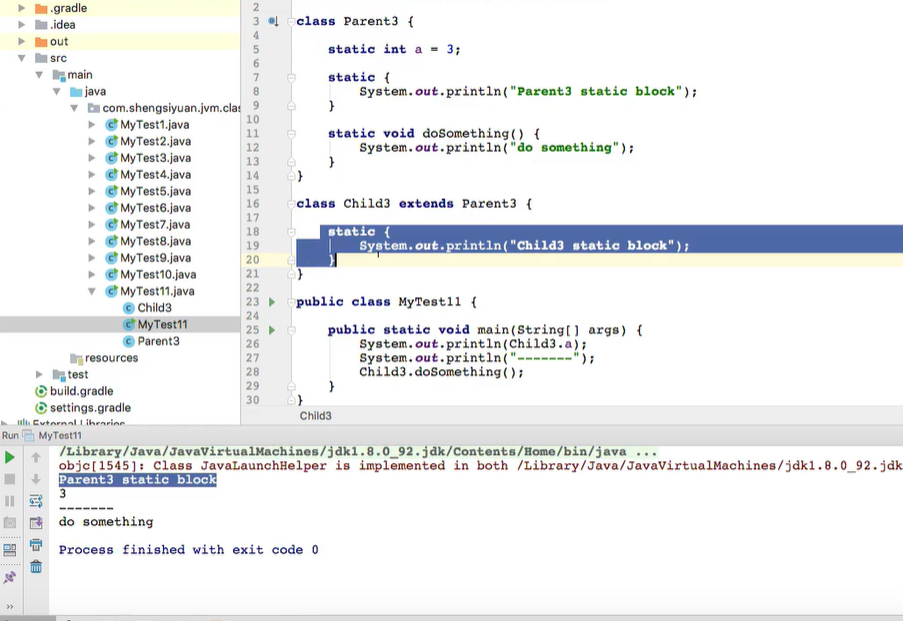 .gradle
.idea
out
src
main
java
com.shengsiyuan.jvm.clas
MyTest1.java
MyTest2.java
MyTest3.java
MyTest4.java
MyTest5.java
MyTest6.java
MyTest7.java
MyTest8.java
MyTest9.java
MyTest10.java
MyTest11.java
Child3
MyTest11
Parent3
resources
test
build.gradle
settings.gradle
External Libraries
2
3 class Parent3 {
4
5 static int a = 3;
6
7 static {
8 System.out.println("Parent3 static block");
9 }
10
11 static void doSomething() {
12 System.out.println("do something");
13 }
14 }
15
16 class Child3 extends Parent3 {
17
18 static {
19 System.out.println("Child3 static block");
20 }
21 }
22
23 public class MyTest11 {
24
25 public static void main(String[] args) {
26 System.out.println(Child3.a);
27 System.out.println("-------");
28 Child3.doSomething();
29 }
30 }
Child3
Run MyTest11
/Library/Java/JavaVirtualMachines/jdk1.8.0_92.jdk/Contents/Home/bin/java ...
objc[1545]: Class JavaLaunchHelper is implemented in both /Library/Java/JavaVirtualMachines/jdk1.8.0_92.jdk
Parent3 static block
3
-------
do something
Process finished with exit code 0